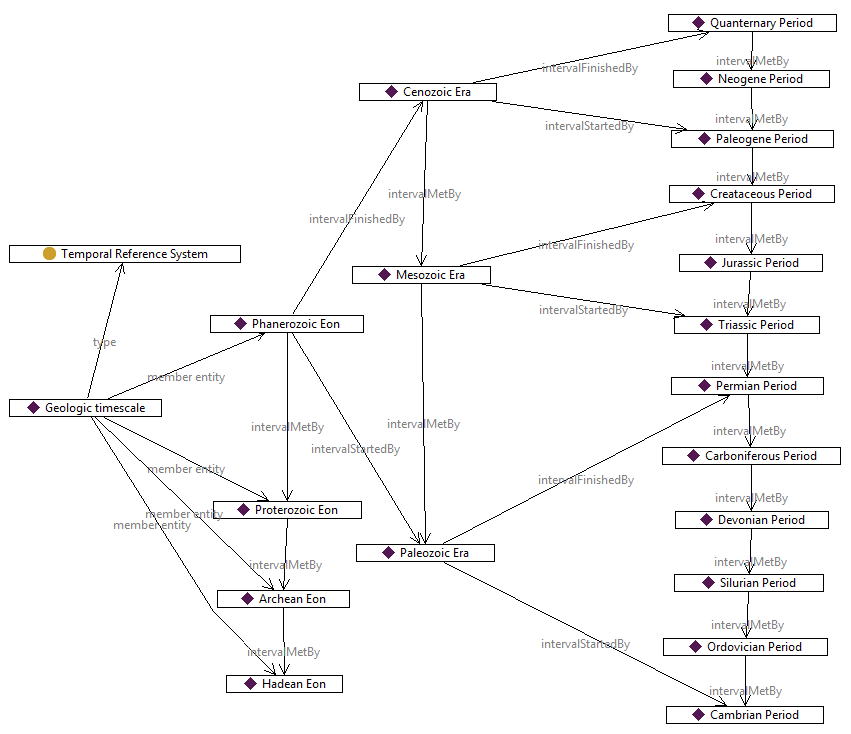 Quanternary Period
intervalMetBy
intervalFinishedBy
Neogene Period
Cenozoic Era
intervalMetBy
intervalStartedBy
Paleogene Period
intervalMetBy
intervalMetBy
Creataceous Period
intervalFinishedBy
intervalMetBy
intervalFinishedBy
Temporal Reference System
Jurassic Period
Mesozoic Era
intervalMetBy
intervalStartedBy
Phanerozoic Eon
Triassic Period
type
intervalMetBy
member entity
Permian Period
Geologic timescale
intervalMetBy
intervalMetBy
intervalMetBy
intervalStartedBy
Carboniferous Period
member entity
intervalFinishedBy
intervalMetBy
Proterozoic Eon
member entity
member entity
Devonian Period
Paleozoic Era
intervalMetBy
intervalMetBy
Silurian Period
Archean Eon
intervalMetBy
intervalStartedBy
Ordovician Period
intervalMetBy
Hadean Eon
intervalMetBy
Cambrian Period